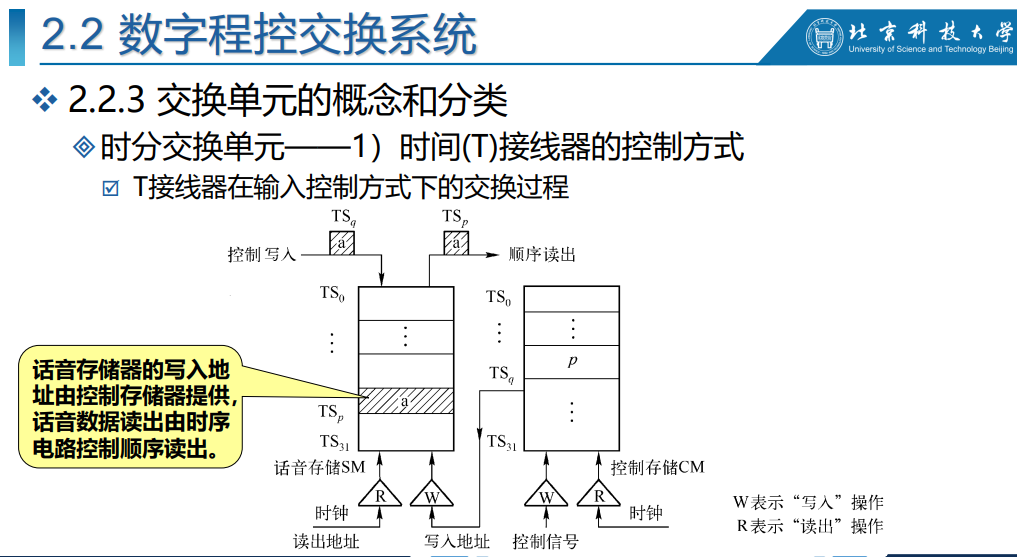 2.2 数字程控交换系统
北京科技大学
University of Science and Technology Beijing
2.2.3 交换单元的概念和分类
时分交换单元——1）时间(T)接线器的控制方式
T接线器在输入控制方式下的交换过程
TSq
TSp
a
a
控制写入
顺序读出
TS0
TS0
⋮
⋮
⋮
⋮
p
TSq
话音存储器的写入地
址由控制存储器提供，
话音数据读出由时序
电路控制顺序读出。
a
TSp
⋮
TS31
TS31
话音存储SM
控制存储CM
R
W
W
R
时钟
时钟
读出地址
写入地址
控制信号
W表示“写入”操作
R表示“读出”操作